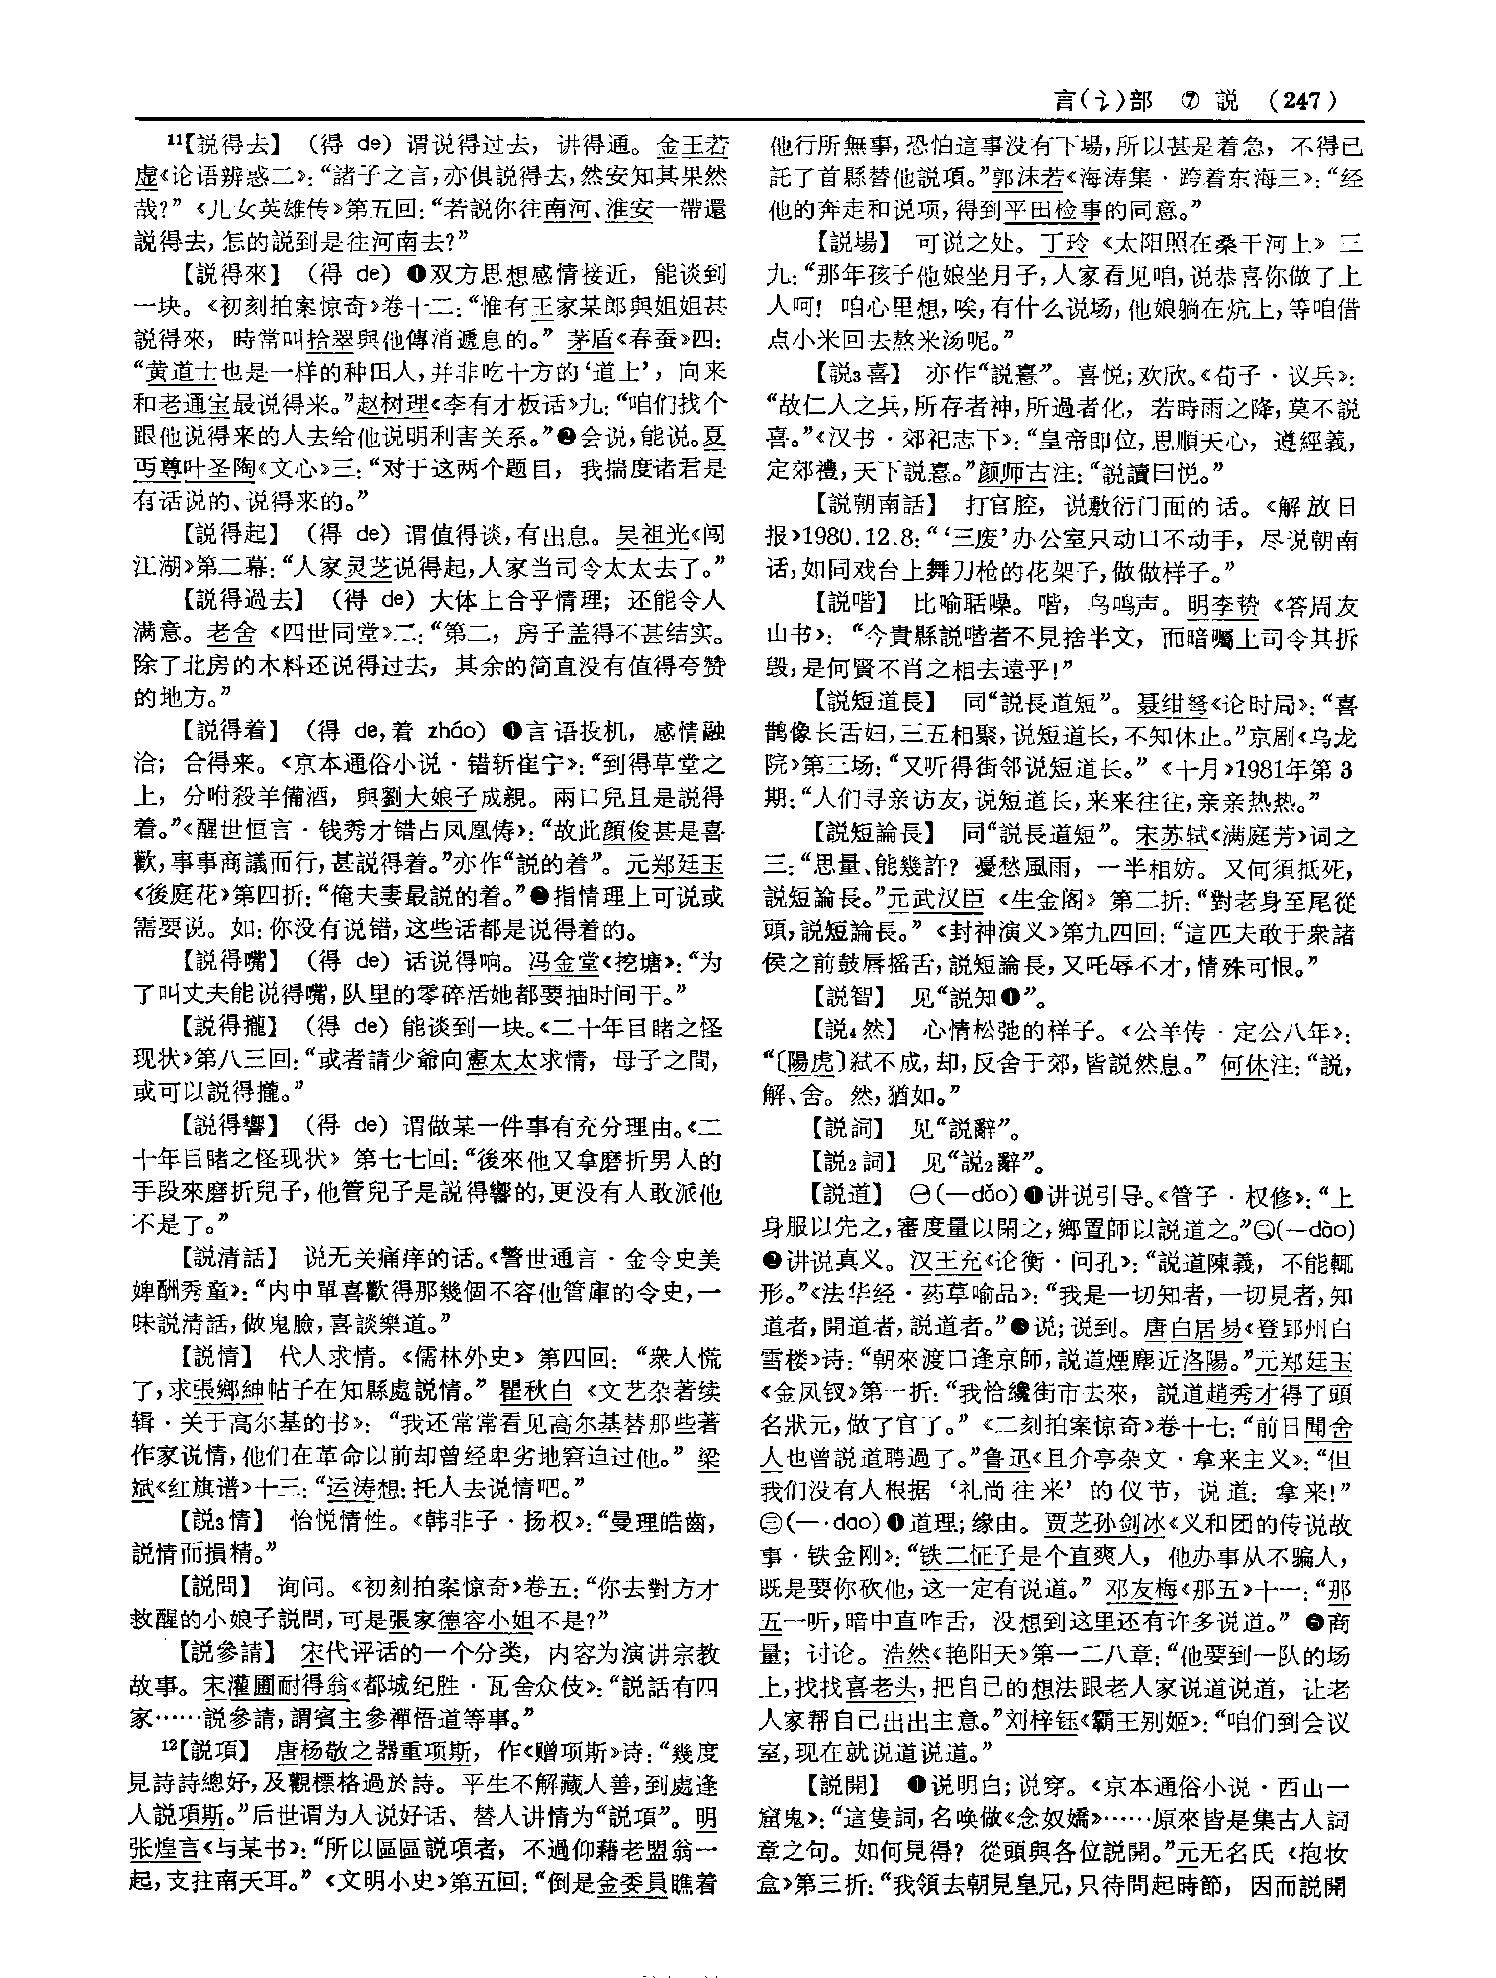 言(讠)部 ⑦ 説 (247)
11【説得去】 (得 de) 谓说得过去，讲得通。金王若
虚《论语辨惑二》：“諸子之言，亦俱説得去，然安知其果然
哉？”《儿女英雄传》第五回：“若説你往南河、淮安一帶還
説得去，怎的説到是往河南去？”
【説得來】 (得 de) ❶双方思想感情接近，能谈到
一块。《初刻拍案惊奇》卷十二：“惟有王家某郎與姐姐甚
説得來，時常叫拾翠與他傳消遞息的。”茅盾《春蚕》四：
“黄道士也是一样的种田人，并非吃十方的‘道士’，向来
和老通宝最说得来。”赵树理《李有才板话》九：“咱们找个
跟他说得来的人去给他说明利害关系。”❷会说，能说。夏
丏尊叶圣陶《文心》三：“对于这两个题目，我揣度诸君是
有话说的、说得来的。”
【説得起】 (得 de) 谓值得谈，有出息。吴祖光《闯
江湖》第二幕：“人家灵芝说得起，人家当司令太太去了。”
【説得過去】 (得 de) 大体上合乎情理；还能令人
满意。老舍《四世同堂》二：“第二，房子盖得不甚结实。
除了北房的木料还说得过去，其余的简直没有值得夸赞
的地方。”
【説得着】 (得 de，着 zháo) ❶言语投机，感情融
洽；合得来。《京本通俗小说·错斩崔宁》：“到得草堂之
上，分咐殺羊備酒，與劉大娘子成親。兩口兒且是説得
着。”《醒世恒言·钱秀才错占凤凰俦》：“故此顔俊甚是喜
歡，事事商議而行，甚説得着。”亦作“説的着”。元郑廷玉
《後庭花》第四折：“俺夫妻最説的着。”❷指情理上可说或
需要说。如：你没有说错，这些话都是说得着的。
【説得嘴】 (得 de) 话说得响。冯金堂《挖塘》：“为
了叫丈夫能说得嘴，队里的零碎活她都要抽时间干。”
【説得攏】 (得 de) 能谈到一块。《二十年目睹之怪
现状》第八三回：“或者請少爺向憲太太求情，母子之間，
或可以説得攏。”
【説得響】 (得 de) 谓做某一件事有充分理由。《二
十年目睹之怪现状》第七七回：“後來他又拿磨折男人的
手段來磨折兒子，他管兒子是説得響的，更没有人敢派他
不是了。”
【説清話】 说无关痛痒的话。《警世通言·金令史美
婢酬秀童》：“内中單喜歡得那幾個不容他管庫的令史，一
味説清話，做鬼臉，喜談樂道。”
【説情】 代人求情。《儒林外史》第四回：“衆人慌
了，求張鄉紳帖子在知縣處説情。”瞿秋白《文艺杂著续
辑·关于高尔基的书》：“我还常常看见高尔基替那些著
作家说情，他们在革命以前却曾经卑劣地窘迫过他。”梁
斌《红旗谱》十三：“运涛想：托人去说情吧。”
【説3情】 怡悦情性。《韩非子·扬权》：“曼理皓齒，
説情而損精。”
【説問】 询问。《初刻拍案惊奇》卷五：“你去對方才
救醒的小娘子説問，可是張家德容小姐不是？”
【説參請】 宋代评话的一个分类，内容为演讲宗教
故事。宋灌圃耐得翁《都城纪胜·瓦舍众伎》：“説話有四
家……説參請，謂賓主參禪悟道等事。”
12【説項】 唐杨敬之器重项斯，作《赠项斯》诗：“幾度
見詩詩總好，及觀標格過於詩。平生不解藏人善，到處逢
人説項斯。”后世谓为人说好话、替人讲情为“説項”。明
张煌言《与某书》：“所以區區説項者，不過仰藉老盟翁一
起，支拄南天耳。”《文明小史》第五回：“倒是金委員瞧着
他行所無事，恐怕這事没有下場，所以甚是着急，不得已
託了首縣替他説項。”郭沫若《海涛集·跨着东海三》：“经
他的奔走和说项，得到平田检事的同意。”
【説場】 可说之处。丁玲《太阳照在桑干河上》三
九：“那年孩子他娘坐月子，人家看见咱，说恭喜你做了上
人呵！咱心里想，唉，有什么说场，他娘躺在炕上，等咱借
点小米回去熬米汤呢。”
【説3喜】 亦作“説憙”。喜悦；欢欣。《荀子·议兵》：
“故仁人之兵，所存者神，所過者化，若時雨之降，莫不説
喜。”《汉书·郊祀志下》：“皇帝即位，思順天心，遵經義，
定郊禮，天下説憙。”颜师古注：“説讀曰悦。”
【説朝南話】 打官腔，说敷衍门面的话。《解放日
报》1980.12.8：“‘三废’办公室只动口不动手，尽说朝南
话，如同戏台上舞刀枪的花架子，做做样子。”
【説喈】 比喻聒噪。喈，鸟鸣声。明李贽《答周友
山书》：“今貴縣説喈者不見捨半文，而暗囑上司令其拆
毁，是何賢不肖之相去遠乎！”
【説短道長】 同“説長道短”。聂绀弩《论时局》：“喜
鹊像长舌妇，三五相聚，说短道长，不知休止。”京剧《乌龙
院》第三场：“又听得街邻说短道长。”《十月》1981年第3
期：“人们寻亲访友，说短道长，来来往往，亲亲热热。”
【説短論長】 同“説長道短”。宋苏轼《满庭芳》词之
三：“思量、能幾許？憂愁風雨，一半相妨。又何須抵死，
説短論長。”元武汉臣《生金阁》第二折：“對老身至尾從
頭，説短論長。”《封神演义》第九四回：“這匹夫敢于衆諸
侯之前鼓唇摇舌，説短論長，又吒辱不才，情殊可恨。”
【説智】 见“説知❶”。
【説4然】 心情松弛的样子。《公羊传·定公八年》：
“〔陽虎〕弑不成，却，反舍于郊，皆説然息。”何休注：“説，
解、舍。然，猶如。”
【説詞】 见“説辭”。
【説2詞】 见“説2辭”。
【説道】 ㊀(—dǎo)❶讲说引导。《管子·权修》：“上
身服以先之，審度量以閑之，鄉置師以説道之。”㊁(—dào)
❷讲说真义。汉王充《论衡·问孔》：“説道陳義，不能輒
形。”《法华经·药草喻品》：“我是一切知者，一切見者，知
道者，開道者，説道者。”❸说；说到。唐白居易《登郢州白
雪楼》诗：“朝來渡口逢京師，説道煙塵近洛陽。”元郑廷玉
《金凤钗》第一折：“我恰纔街市去來，説道趙秀才得了頭
名狀元，做了官了。”《二刻拍案惊奇》卷十七：“前日聞舍
人也曾説道聘過了。”鲁迅《且介亭杂文·拿来主义》：“但
我们没有人根据‘礼尚往来’的仪节，说道：拿来！”
㊂(—·dao)❶道理；缘由。贾芝孙剑冰《义和团的传说故
事·铁金刚》：“铁二怔子是个直爽人，他办事从不骗人，
既是要你砍他，这一定有说道。”邓友梅《那五》十一：“那
五一听，暗中直咋舌，没想到这里还有许多说道。”❺商
量；讨论。浩然《艳阳天》第一二八章：“他要到一队的场
上，找找喜老头，把自己的想法跟老人家说道说道，让老
人家帮自己出出主意。”刘梓钰《霸王别姬》：“咱们到会议
室，现在就说道说道。”
【説開】 ❶说明白；说穿。《京本通俗小说·西山一
窟鬼》：“這隻詞，名唤做《念奴嬌》……原來皆是集古人詞
章之句。如何見得？從頭與各位説開。”元无名氏《抱妆
盒》第三折：“我領去朝見皇兄，只待問起時節，因而説開